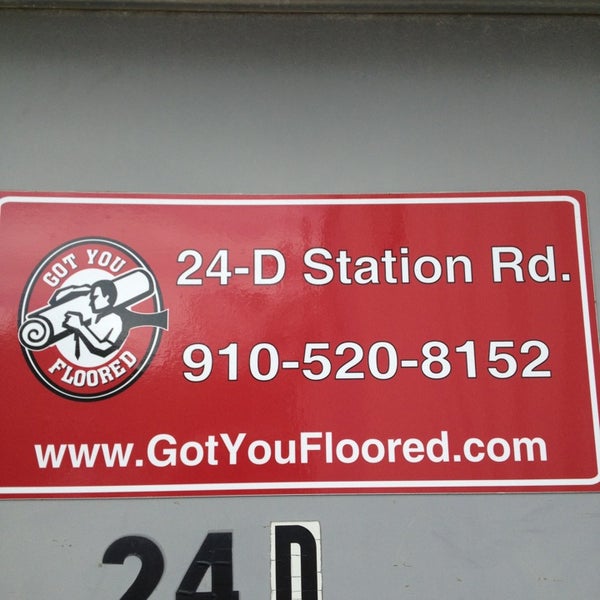 GOT YOU
FLOORED
24-D Station Rd.
910-520-8152
www.GotYouFloored.com
24 D